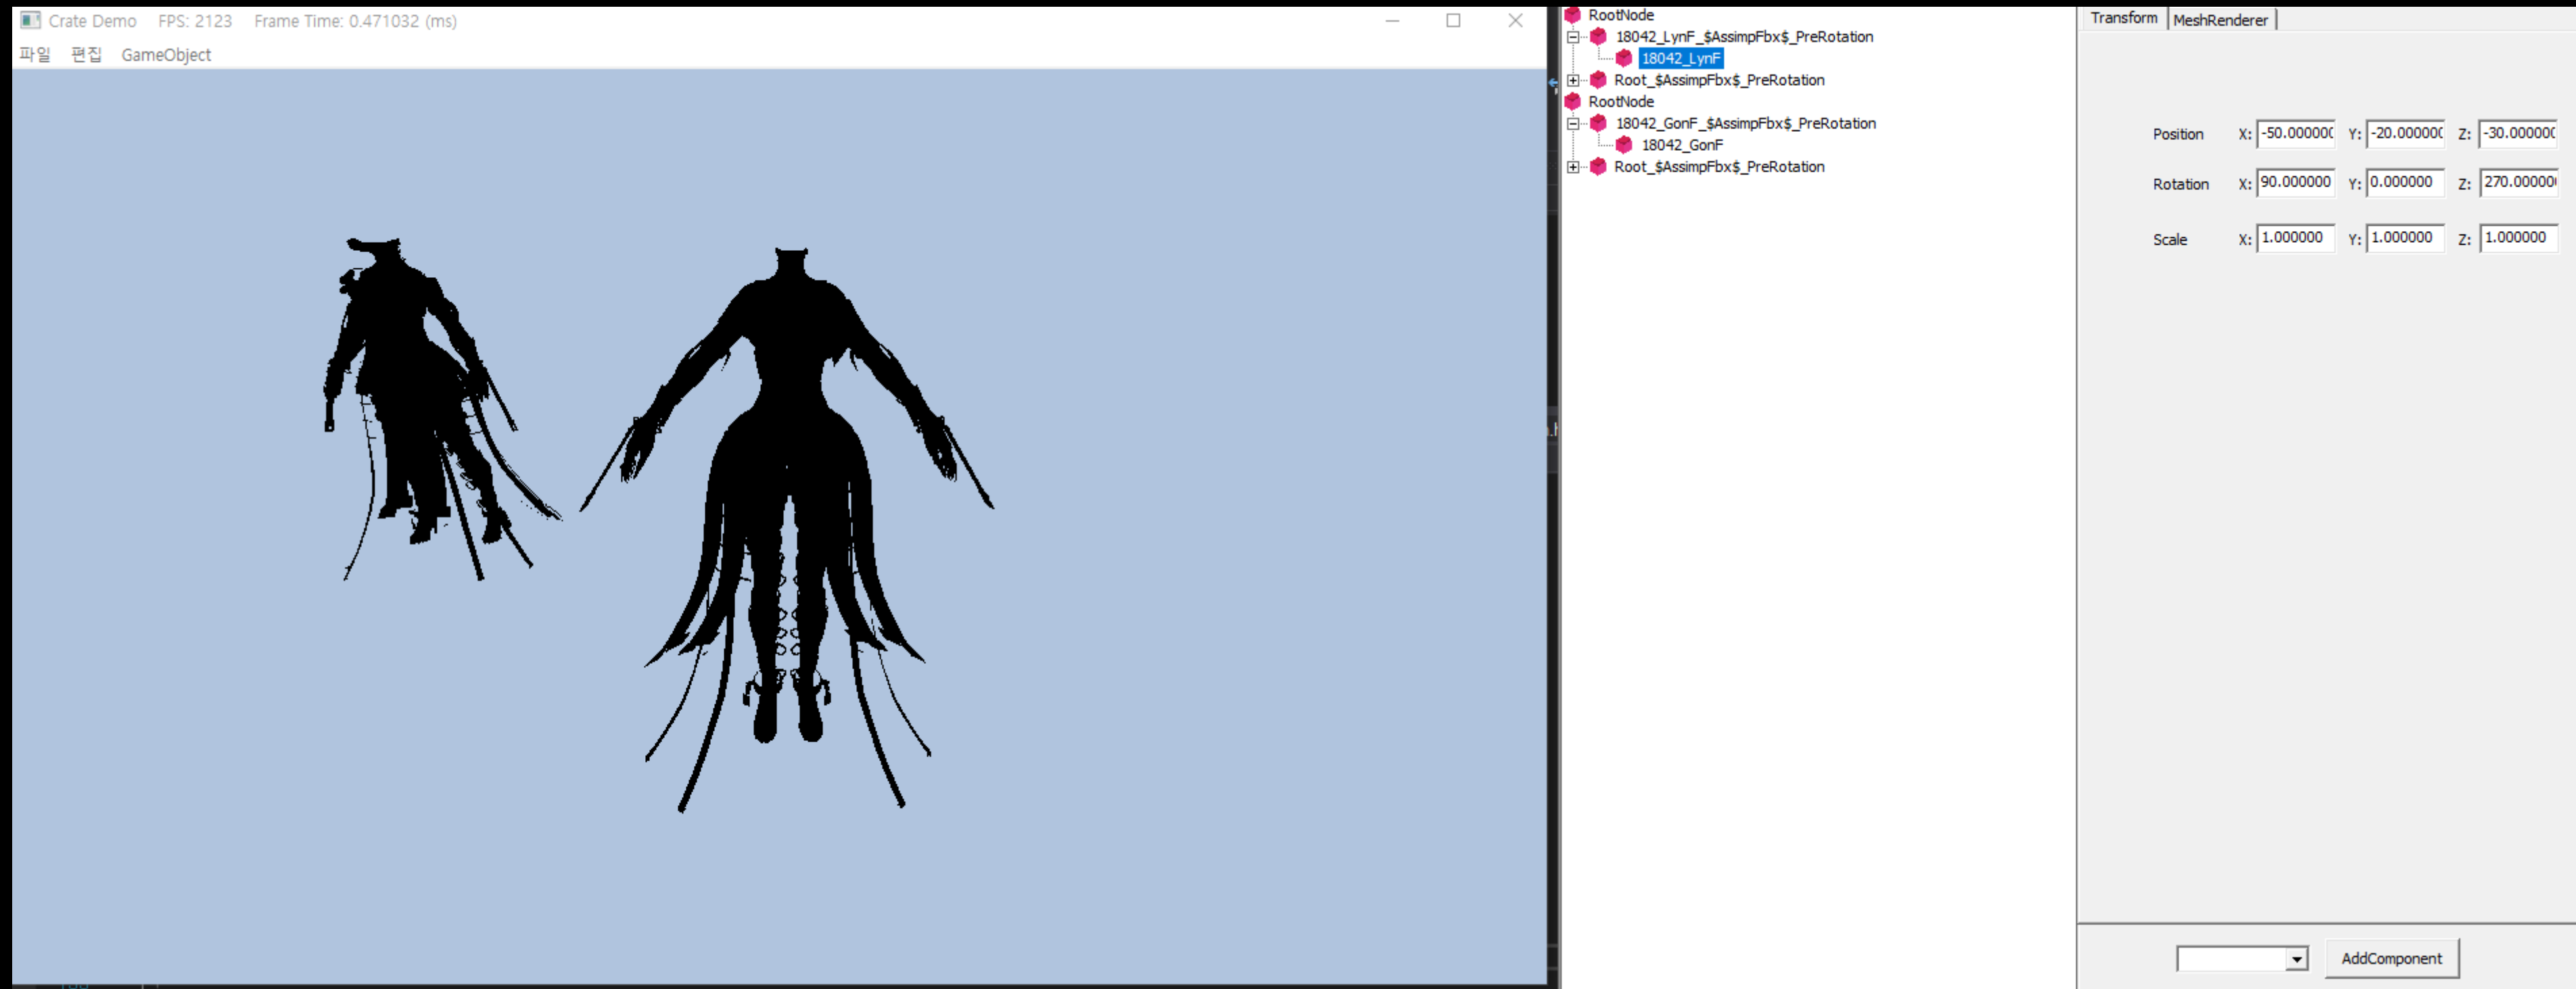 Crate Demo FPS: 2123 Frame Time: 0.471032 (ms)
파일 편집 GameObject
RootNode
18042_LynF_$AssimpFbx$_PreRotation
18042_LynF
Root_$AssimpFbx$_PreRotation
RootNode
18042_GonF_$AssimpFbx$_PreRotation
18042_GonF
Root_$AssimpFbx$_PreRotation
Transform MeshRenderer
Position X: -50.000000 Y: -20.000000 Z: -30.000000
Rotation X: 90.000000 Y: 0.000000 Z: 270.00000
Scale X: 1.000000 Y: 1.000000 Z: 1.000000
AddComponent